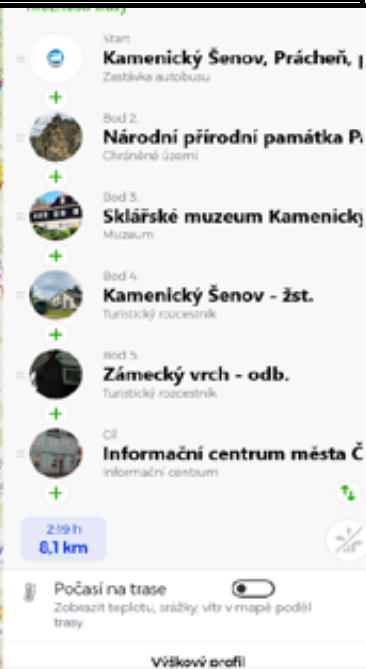 Start
Kamenický Šenov, Prácheň,
Zastávka autobusu
Bod 2
Národní přírodní památka
Chráněné území
Bod 3
Sklářské muzeum Kamenický
Muzeum
Bod 4
Kamenický Šenov - žst.
Turistický rozcestník
Bod 5
Zámecký vrch - odb.
Turistický rozcestník
Cíl
Informační centrum města Č
Informační centrum
2:19 h
8,1 km
Počasí na trase
Zobrazit teplotu, srážky, vítr v mapě podél
trasy.
Výškový profil